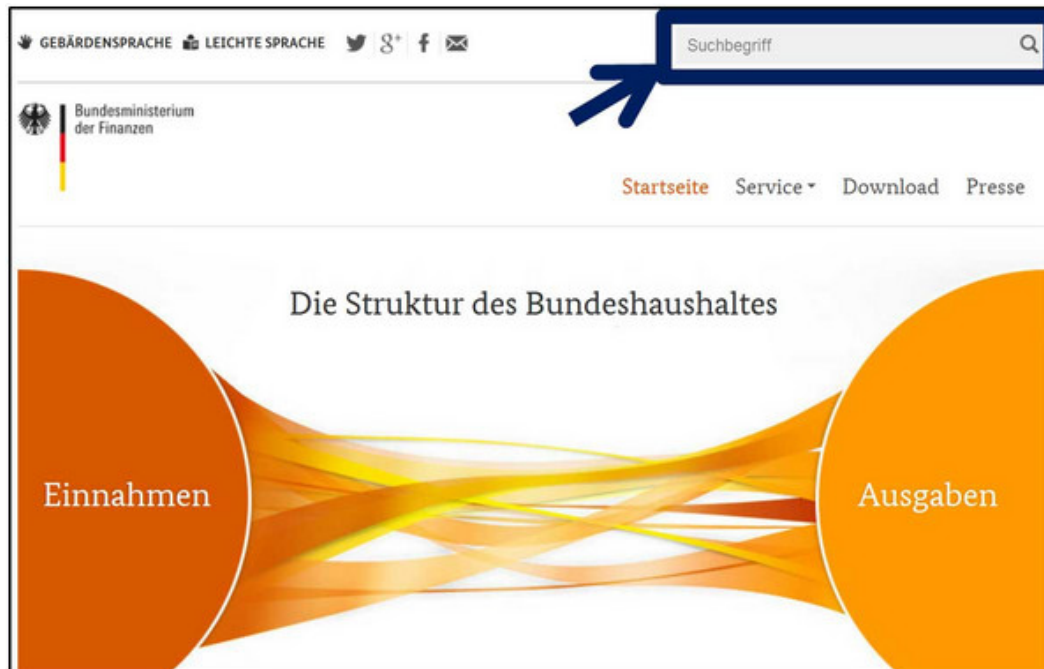 GEBÄRDENSPRACHE LEICHTE SPRACHE g+ f
Suchbegriff
Bundesministerium
der Finanzen
Startseite Service Download Presse
Die Struktur des Bundeshaushaltes
Einnahmen
Ausgaben